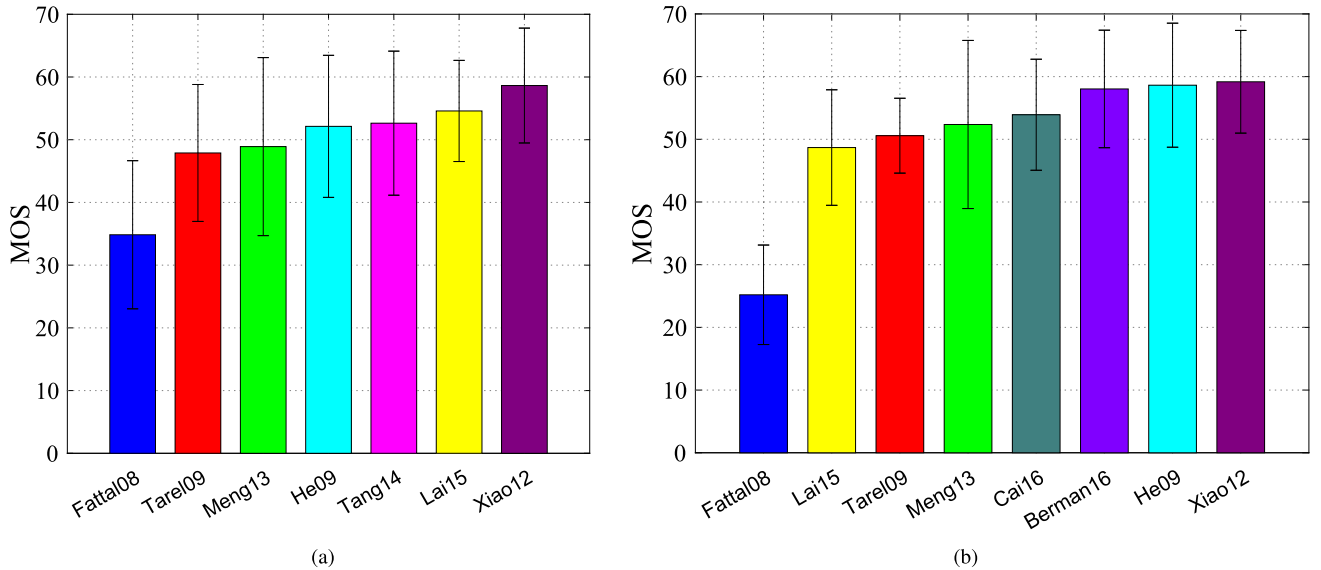 70
60
50
40
30
20
10
0
MOS
Fattal08
Tarel09
Meng13
He09
Tang14
Lai15
Xiao12
(a)
70
60
50
40
30
20
10
0
MOS
Fattal08
Lai15
Tarel09
Meng13
Cai16
Berman16
He09
Xiao12
(b)